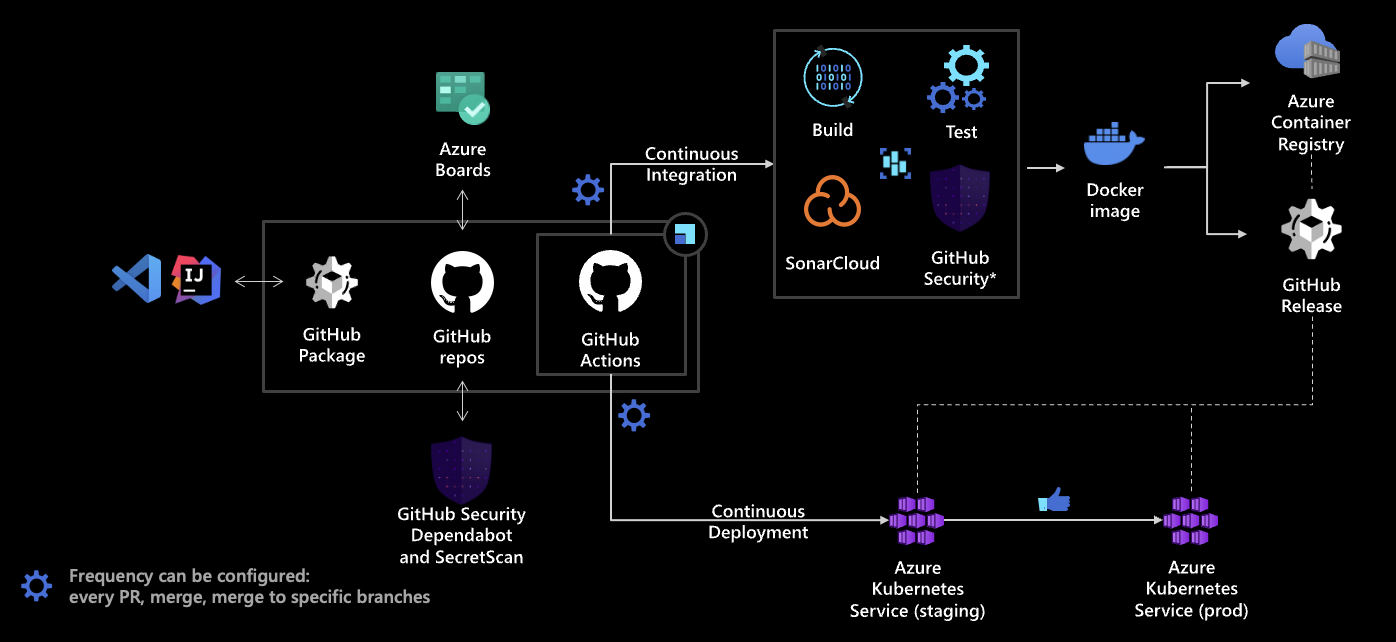 Azure
Boards
IJ
GitHub
Package
GitHub
repos
GitHub
Actions
GitHub Security
Dependabot
and SecretScan
Continuous
Integration
Build
Test
SonarCloud
GitHub
Security*
Docker
image
Azure
Container
Registry
GitHub
Release
Continuous
Deployment
Azure
Kubernetes
Service (staging)
Azure
Kubernetes
Service (prod)
Frequency can be configured:
every PR, merge, merge to specific branches